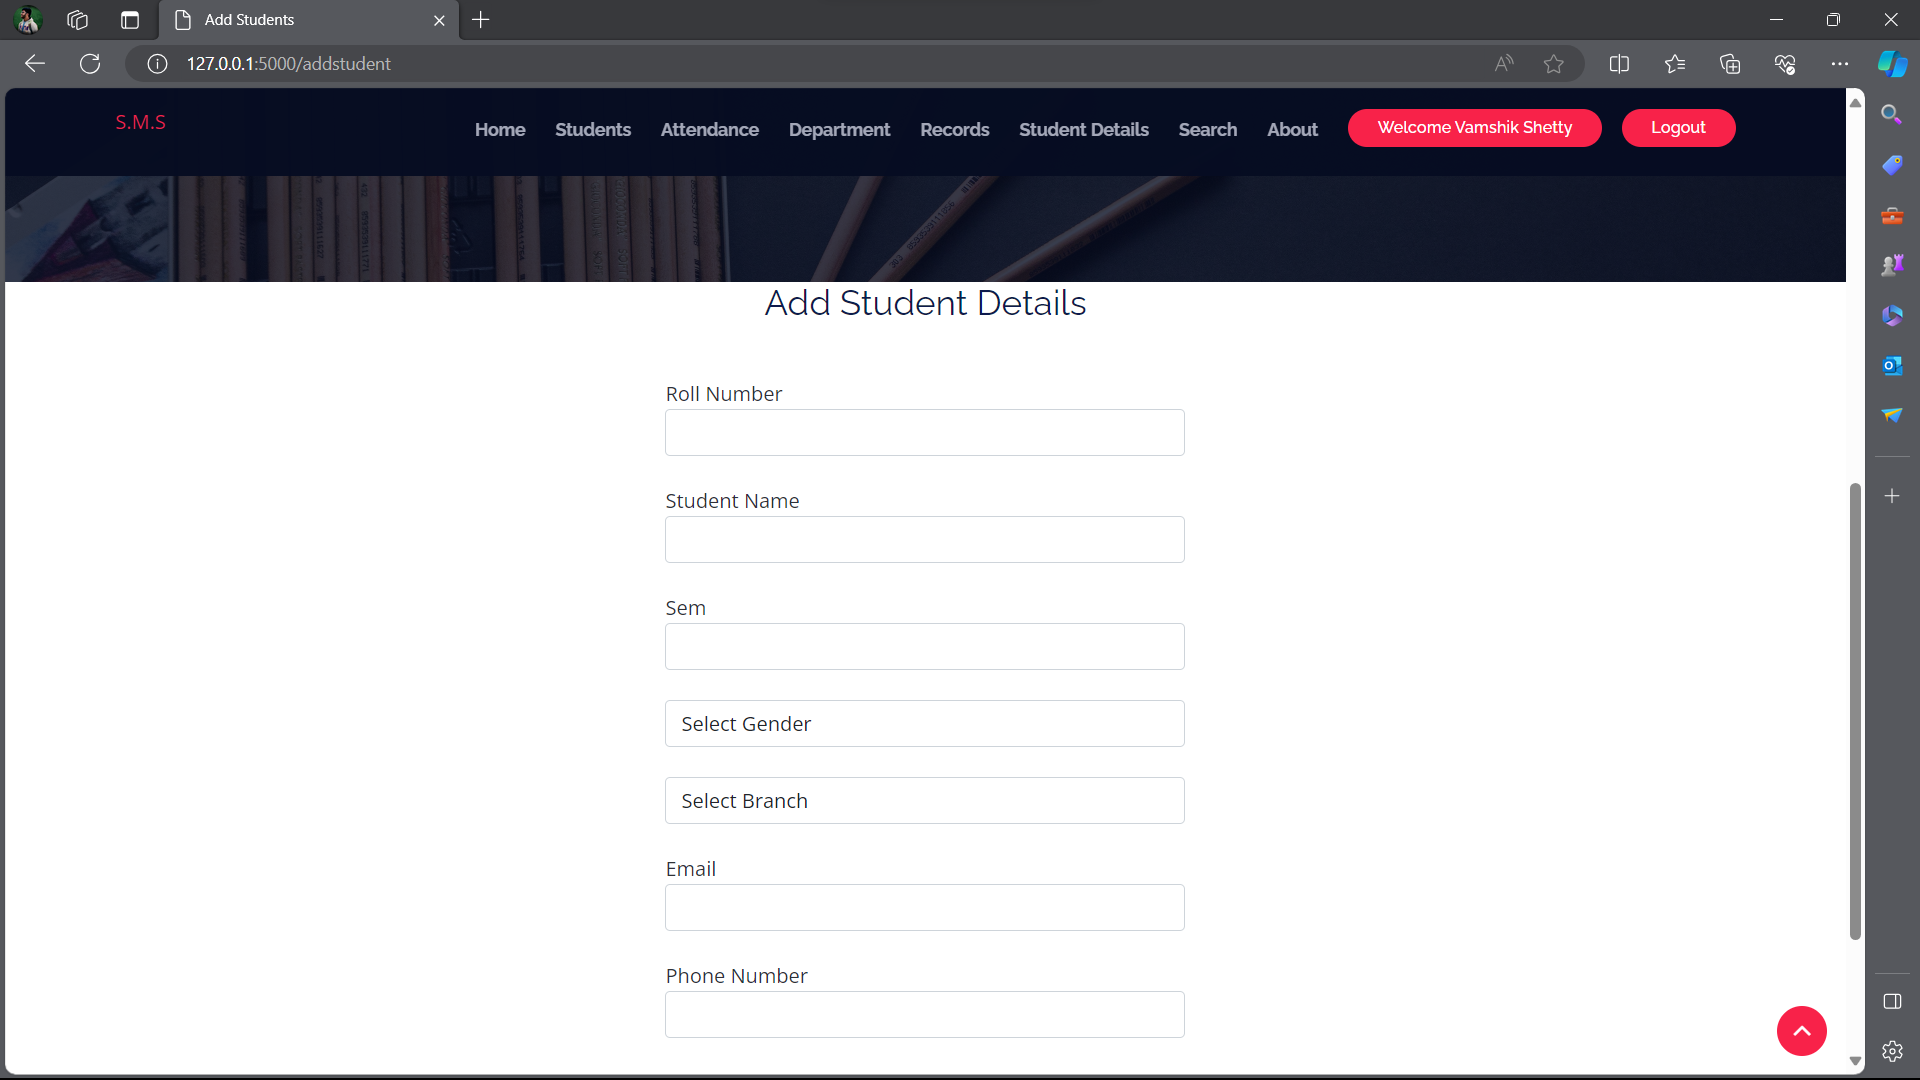 Add Students
127.0.0.1:5000/addstudent
S.M.S
Home Students Attendance Department Records Student Details Search About Welcome Vamshik Shetty Logout
Add Student Details
Roll Number
Student Name
Sem
Select Gender
Select Branch
Email
Phone Number